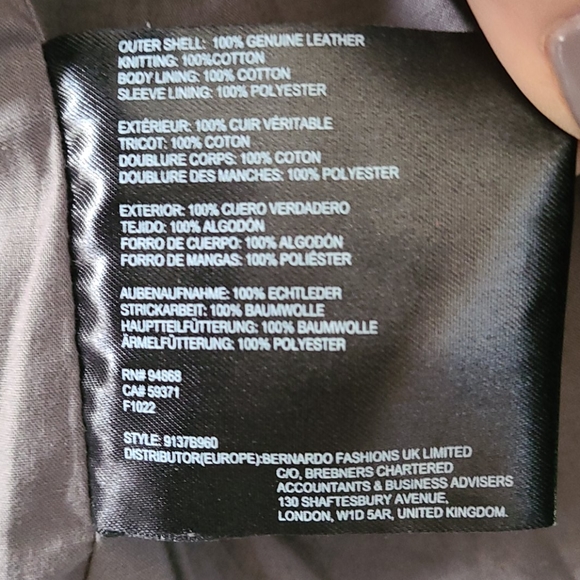 OUTER SHELL: 100% GENUINE LEATHER
KNITTING: 100%COTTON
BODY LINING: 100% COTTON
SLEEVE LINING: 100% POLYESTER
EXTÉRIEUR: 100% CUIR VÉRITABLE
TRICOT: 100% COTON
DOUBLURE CORPS: 100% COTON
DOUBLURE DES MANCHES: 100% POLYESTER
EXTERIOR: 100% CUERO VERDADERO
TEJIDO: 100% ALGODÓN
FORRO DE CUERPO: 100% ALGODÓN
FORRO DE MANGAS: 100% POLIÉSTER
AUBENAUFNAHME: 100% ECHTLEDER
STRICKARBEIT: 100% BAUMWOLLE
HAUPTTEILFÜTTERUNG: 100% BAUMWOLLE
ÄRMELFÜTTERUNG: 100% POLYESTER
RN# 94868
CA# 59371
F1022
STYLE: 9137B960
DISTRIBUTOR(EUROPE):BERNARDO FASHIONS UK LIMITED
C/O, BREBNERS CHARTERED
ACCOUNTANTS & BUSINESS ADVISERS
130 SHAFTESBURY AVENUE,
LONDON, W1D 5AR, UNITED KINGDOM.